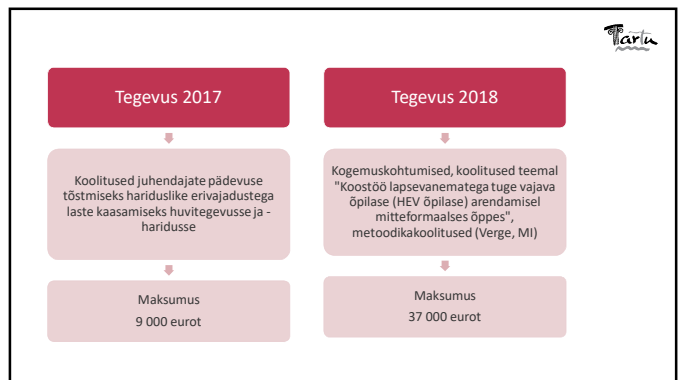 Tartu
Tegevus 2017
Koolitused juhendajate pädevuse
tõstmiseks hariduslike erivajadustega
laste kaasamiseks huvitegevusse ja -
haridusse
Maksumus
9 000 eurot
Tegevus 2018
Kogemuskohtumised, koolitused teemal
"Koostöö lapsevanematega tuge vajava
õpilase (HEV õpilase) arendamisel
mitteformaalses õppes",
metoodikakoolitused (Verge, MI)
Maksumus
37 000 eurot